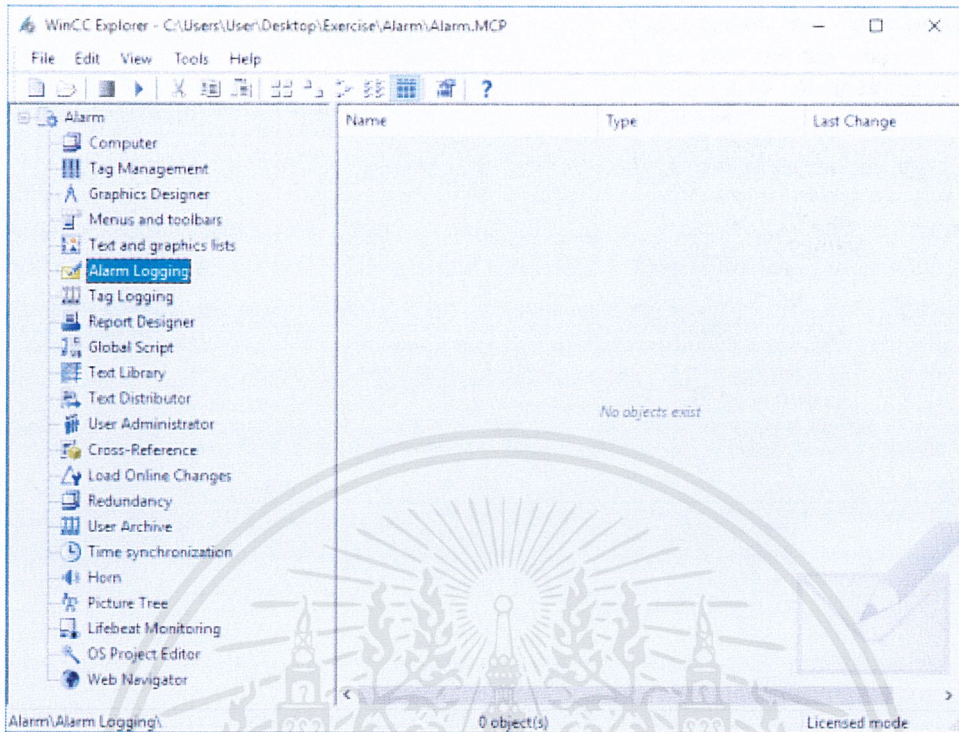 WinCC Explorer - C:\Users\User\Desktop\Exercise\Alarm\Alarm.MCP
File Edit View Tools Help
Alarm
Computer
Tag Management
Graphics Designer
Menus and toolbars
Text and graphics lists
Alarm Logging
Tag Logging
Report Designer
Global Script
Text Library
Text Distributor
User Administrator
Cross-Reference
Load Online Changes
Redundancy
User Archive
Time synchronization
Horn
Picture Tree
Lifebeat Monitoring
OS Project Editor
Web Navigator
Name Type Last Change
No objects exist
Alarm\Alarm Logging\ 0 object(s) Licensed mode